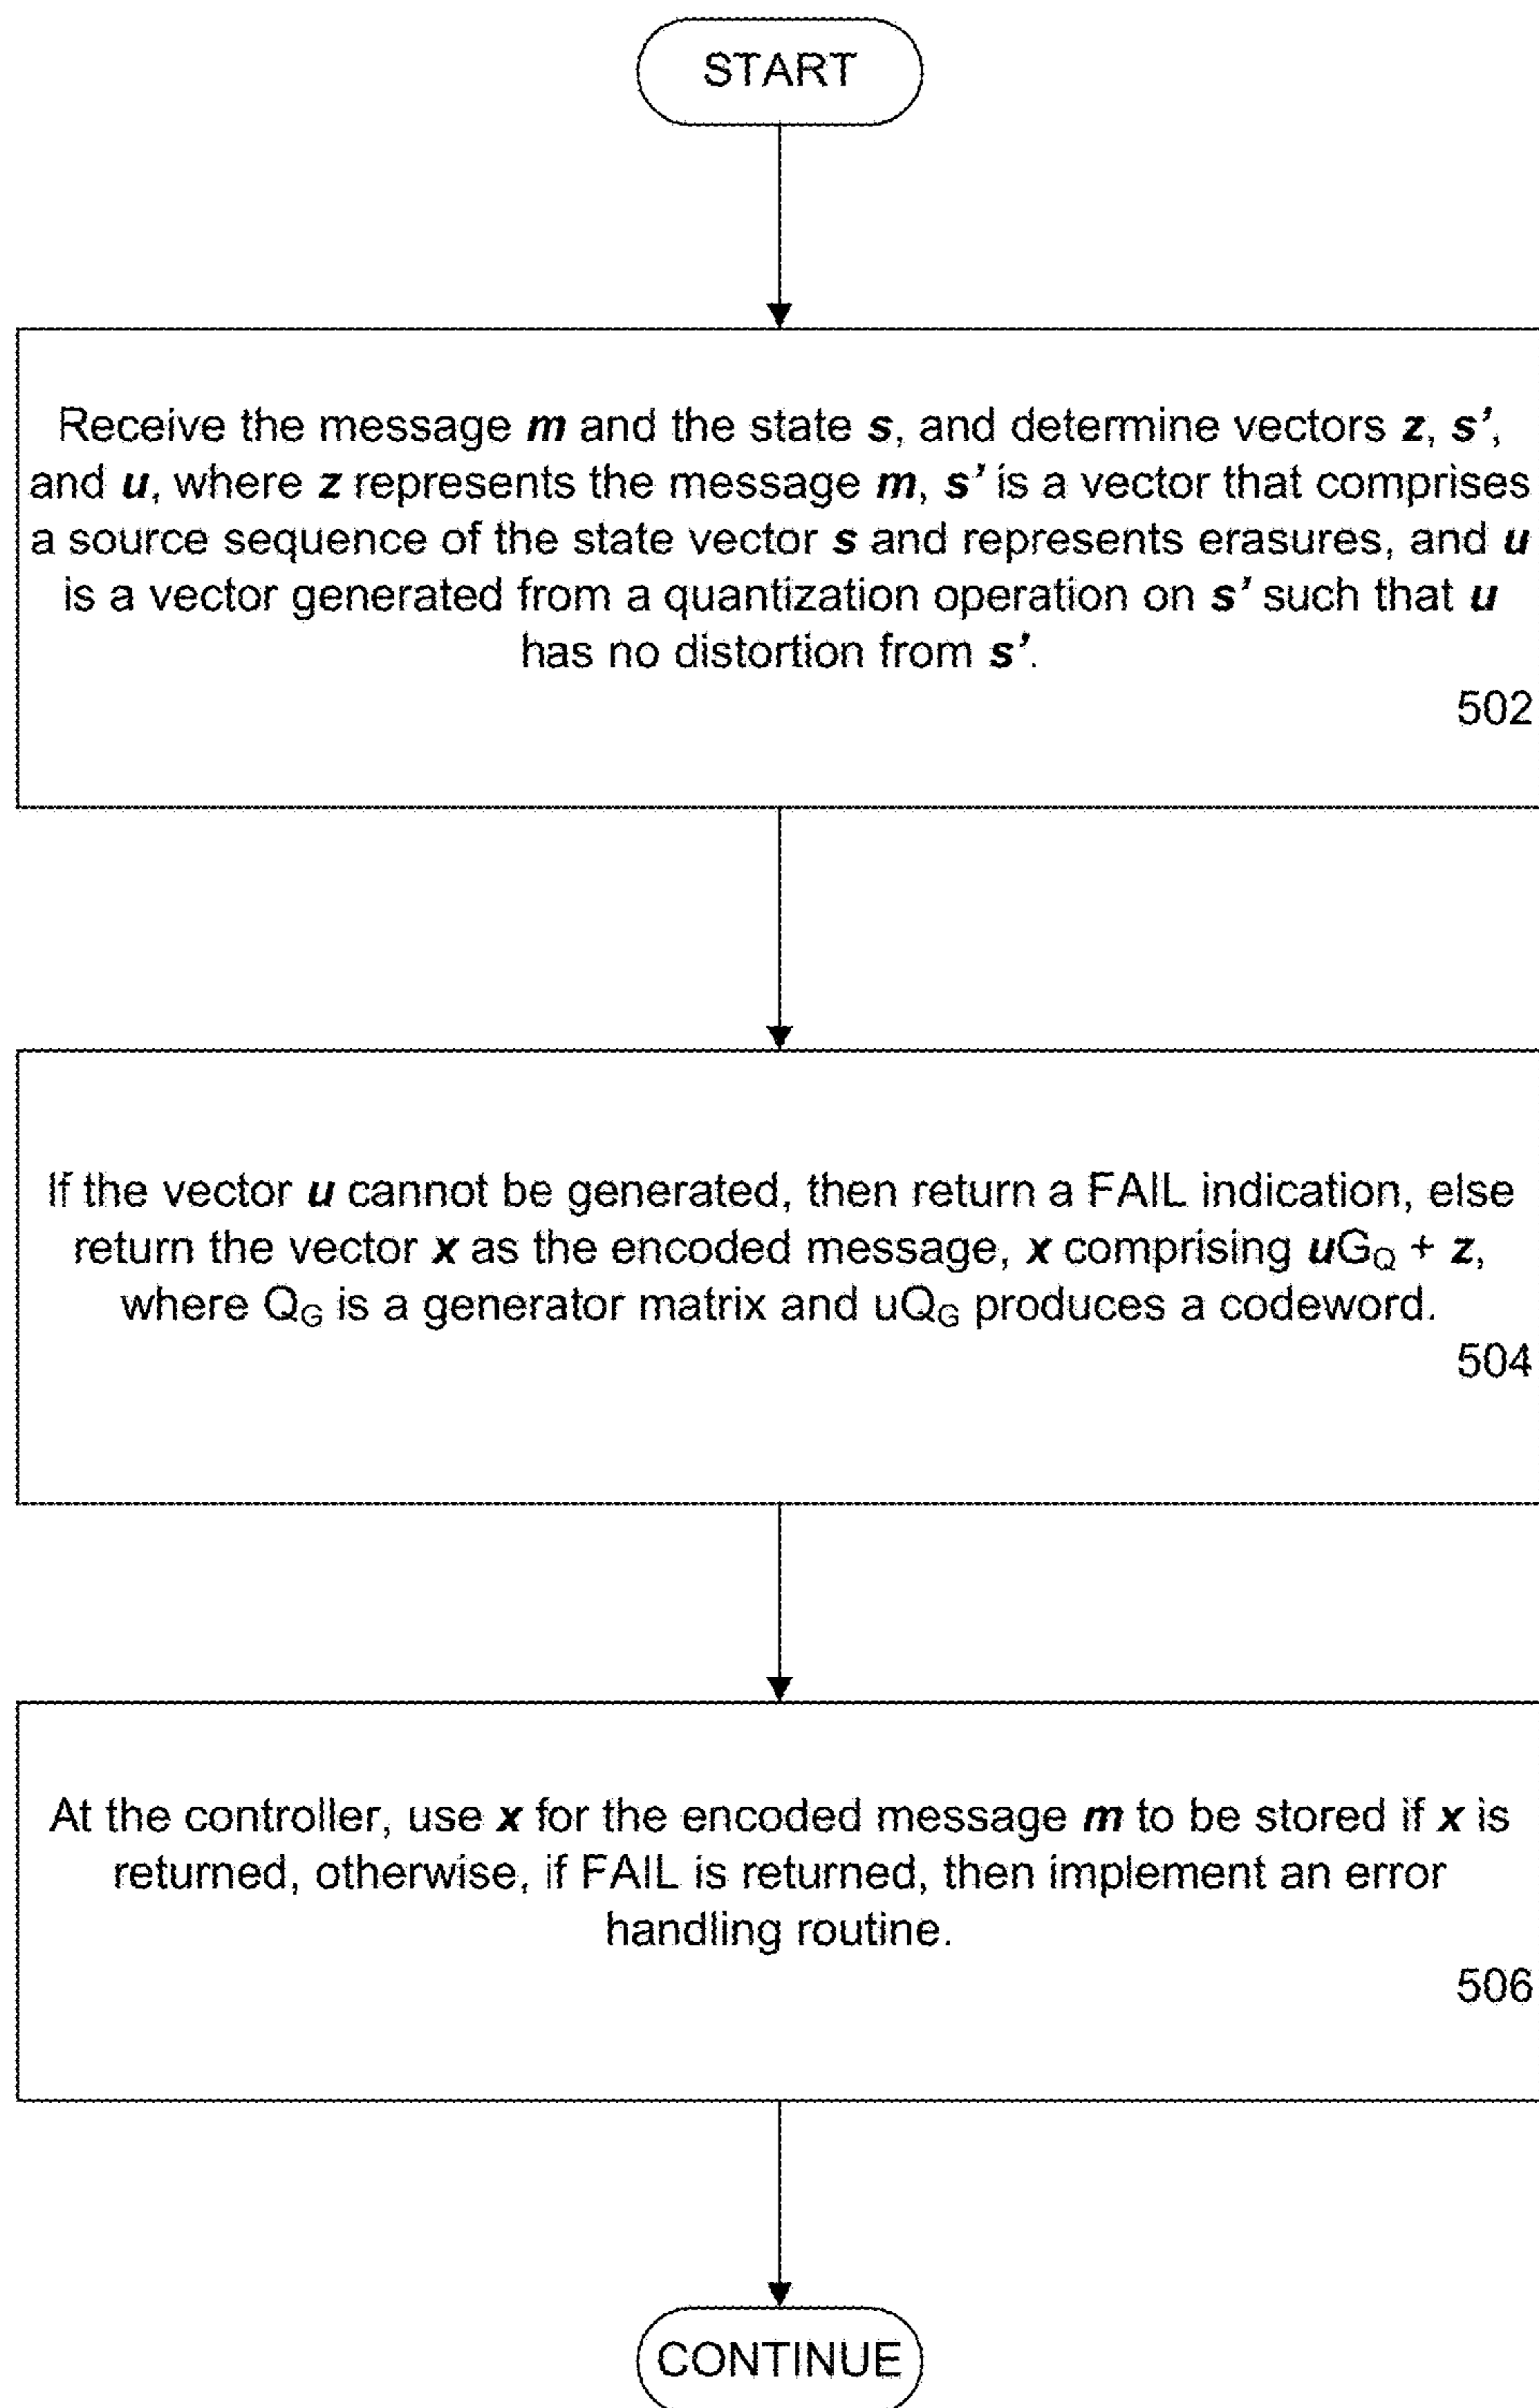 START
Receive the message m and the state s, and determine vectors z, s',
and u, where z represents the message m, s' is a vector that comprises
a source sequence of the state vector s and represents erasures, and u
is a vector generated from a quantization operation on s' such that u
has no distortion from s'.
502
If the vector u cannot be generated, then return a FAIL indication, else
return the vector x as the encoded message, x comprising uG_Q + z,
where Q_G is a generator matrix and uQ_G produces a codeword.
504
At the controller, use x for the encoded message m to be stored if x is
returned, otherwise, if FAIL is returned, then implement an error
handling routine.
506
CONTINUE